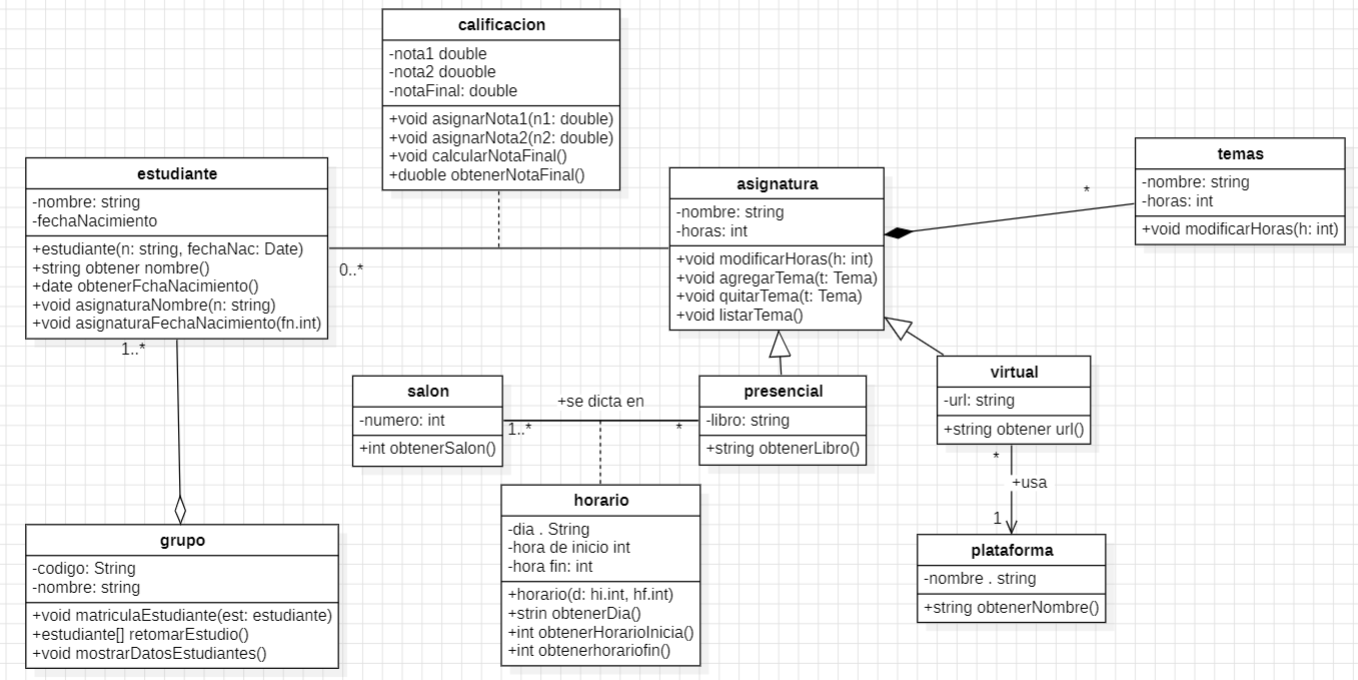 calificacion
-nota1 double
-nota2 douoble
-notaFinal: double
+void asignarNota1(n1: double)
+void asignarNota2(n2: double)
+void calcularNotaFinal()
+duoble obtenerNotaFinal()
estudiante
-nombre: string
-fechaNacimiento
+estudiante(n: string, fechaNac: Date)
+string obtener nombre()
+date obtenerFchaNacimiento()
+void asignaturaNombre(n: string)
+void asignaturaFechaNacimiento(fn.int)
0..*
1..*
asignatura
-nombre: string
-horas: int
+void modificarHoras(h: int)
+void agregarTema(t: Tema)
+void quitarTema(t: Tema)
+void listarTema()
*
temas
-nombre: string
-horas: int
+void modificarHoras(h: int)
salon
-numero: int
+int obtenerSalon()
+se dicta en
1..*
*
presencial
-libro: string
+string obtenerLibro()
virtual
-url: string
+string obtener url()
*
+usa
1
horario
-dia . String
-hora de inicio int
-hora fin: int
+horario(d: hi.int, hf.int)
+strin obtenerDia()
+int obtenerHorarioInicia()
+int obtenerhorariofin()
grupo
-codigo: String
-nombre: string
+void matriculaEstudiante(est: estudiante)
+estudiante[] retomarEstudio()
+void mostrarDatosEstudiantes()
plataforma
-nombre . string
+string obtenerNombre()